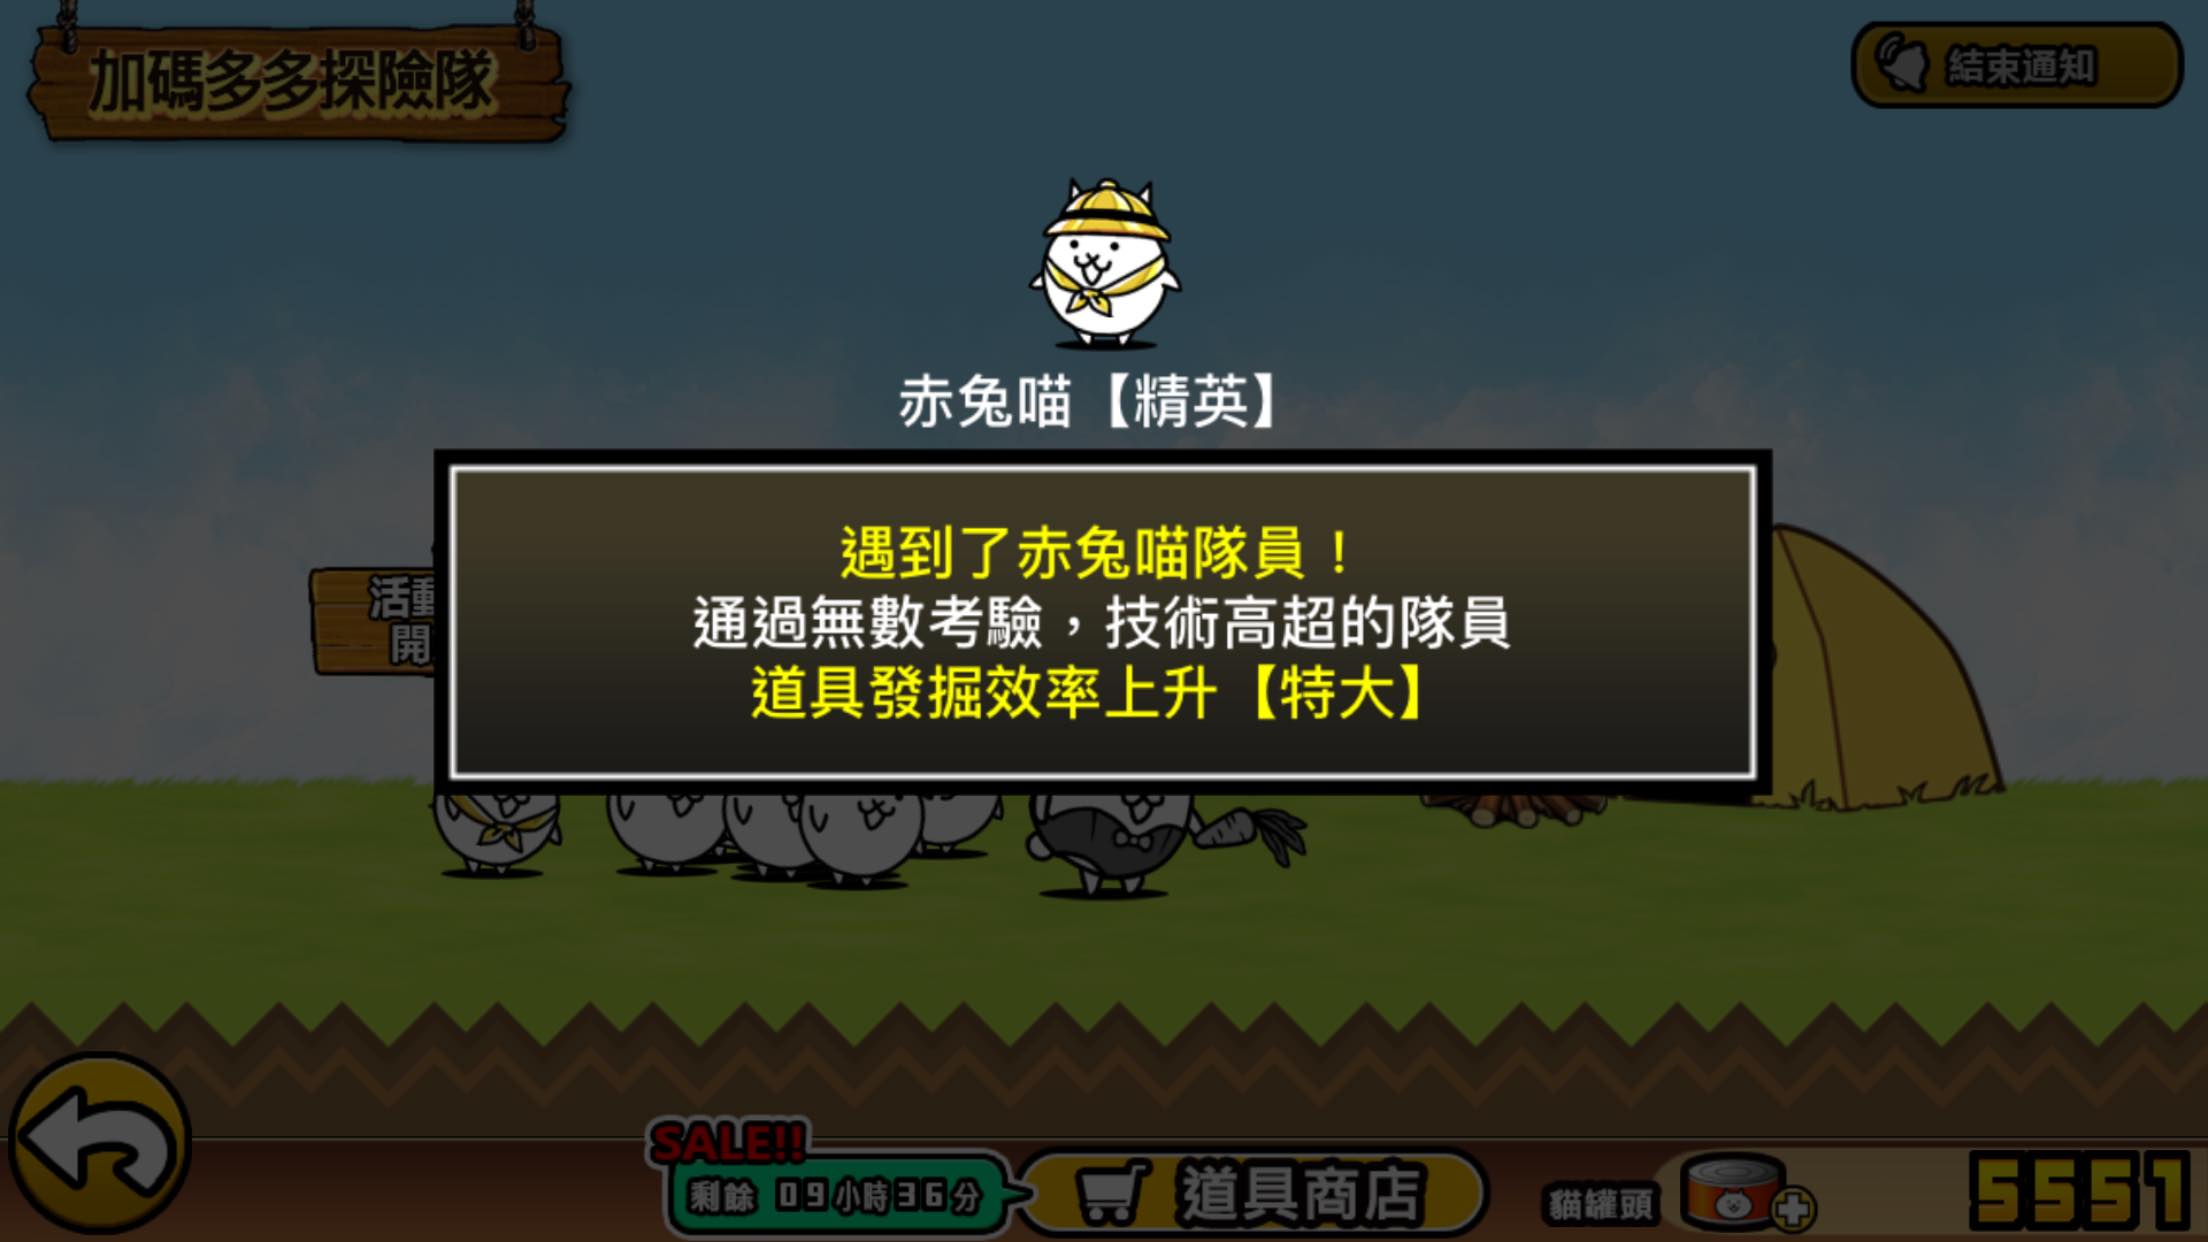 加碼多多探險隊
結束通知
赤兔喵【精英】
遇到了赤兔喵隊員！
通過無數考驗，技術高超的隊員
道具發掘效率上升【特大】
活動
開
SALE!!
剩餘 09小時36分
道具商店
貓罐頭
5551